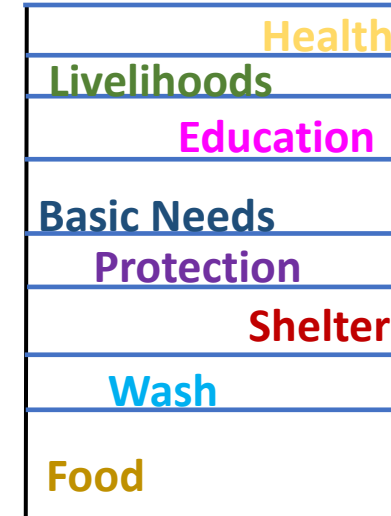 Health
Livelihoods
Education
Basic Needs
Protection
Shelter
Wash
Food